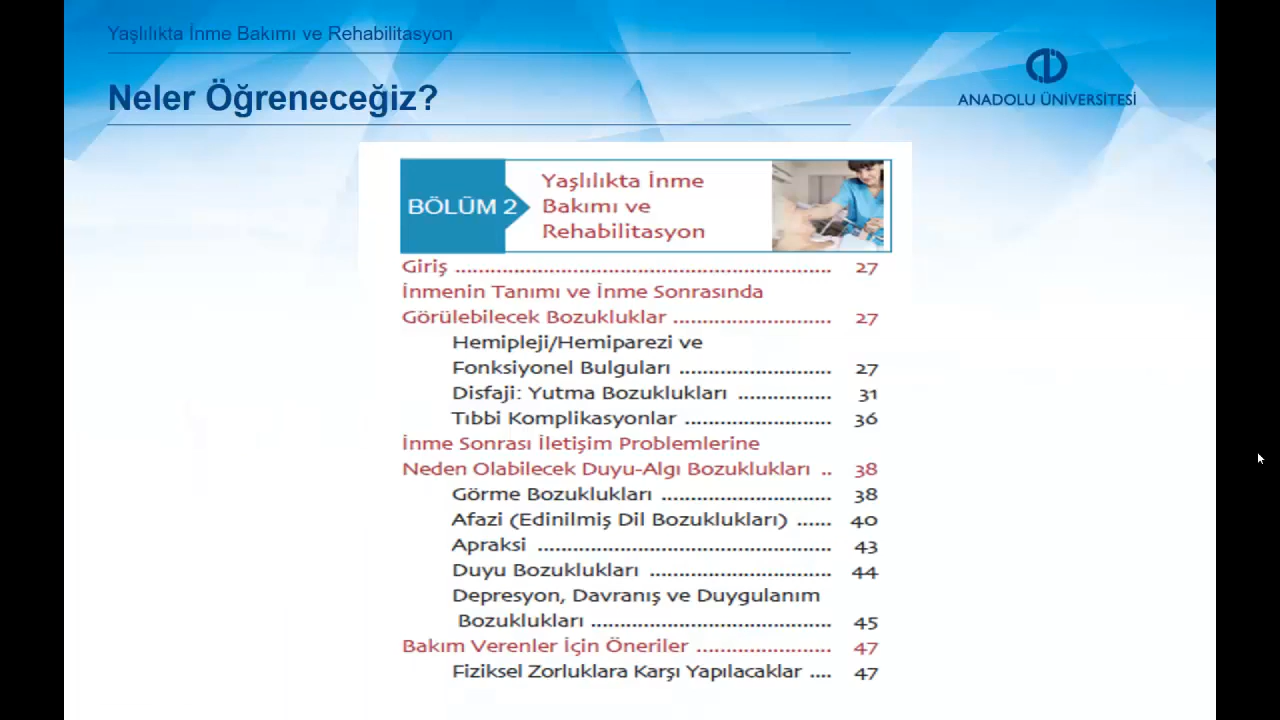 Yaşlılıkta İnme Bakımı ve Rehabilitasyon
Neler Öğreneceğiz?
ANADOLU ÜNİVERSİTESİ
BÖLÜM 2
Yaşlılıkta İnme
Bakımı ve
Rehabilitasyon
Giriş .......................................................... 27
İnmenin Tanımı ve İnme Sonrasında
Görülebilecek Bozukluklar ............................ 27
Hemipleji/Hemiparezi ve
Fonksiyonel Bulguları ........................... 27
Disfaji: Yutma Bozuklukları ................ 31
Tıbbi Komplikasyonlar .......................... 36
İnme Sonrası İletişim Problemlerine
Neden Olabilecek Duyu-Algı Bozuklukları .. 38
Görme Bozuklukları .............................. 38
Afazi (Edinilmiş Dil Bozuklukları) ...... 40
Apraksi .................................................... 43
Duyu Bozuklukları ................................ 44
Depresyon, Davranış ve Duygulanım
Bozuklukları .......................................... 45
Bakım Verenler İçin Öneriler ........................ 47
Fiziksel Zorluklara Karşı Yapılacaklar .... 47